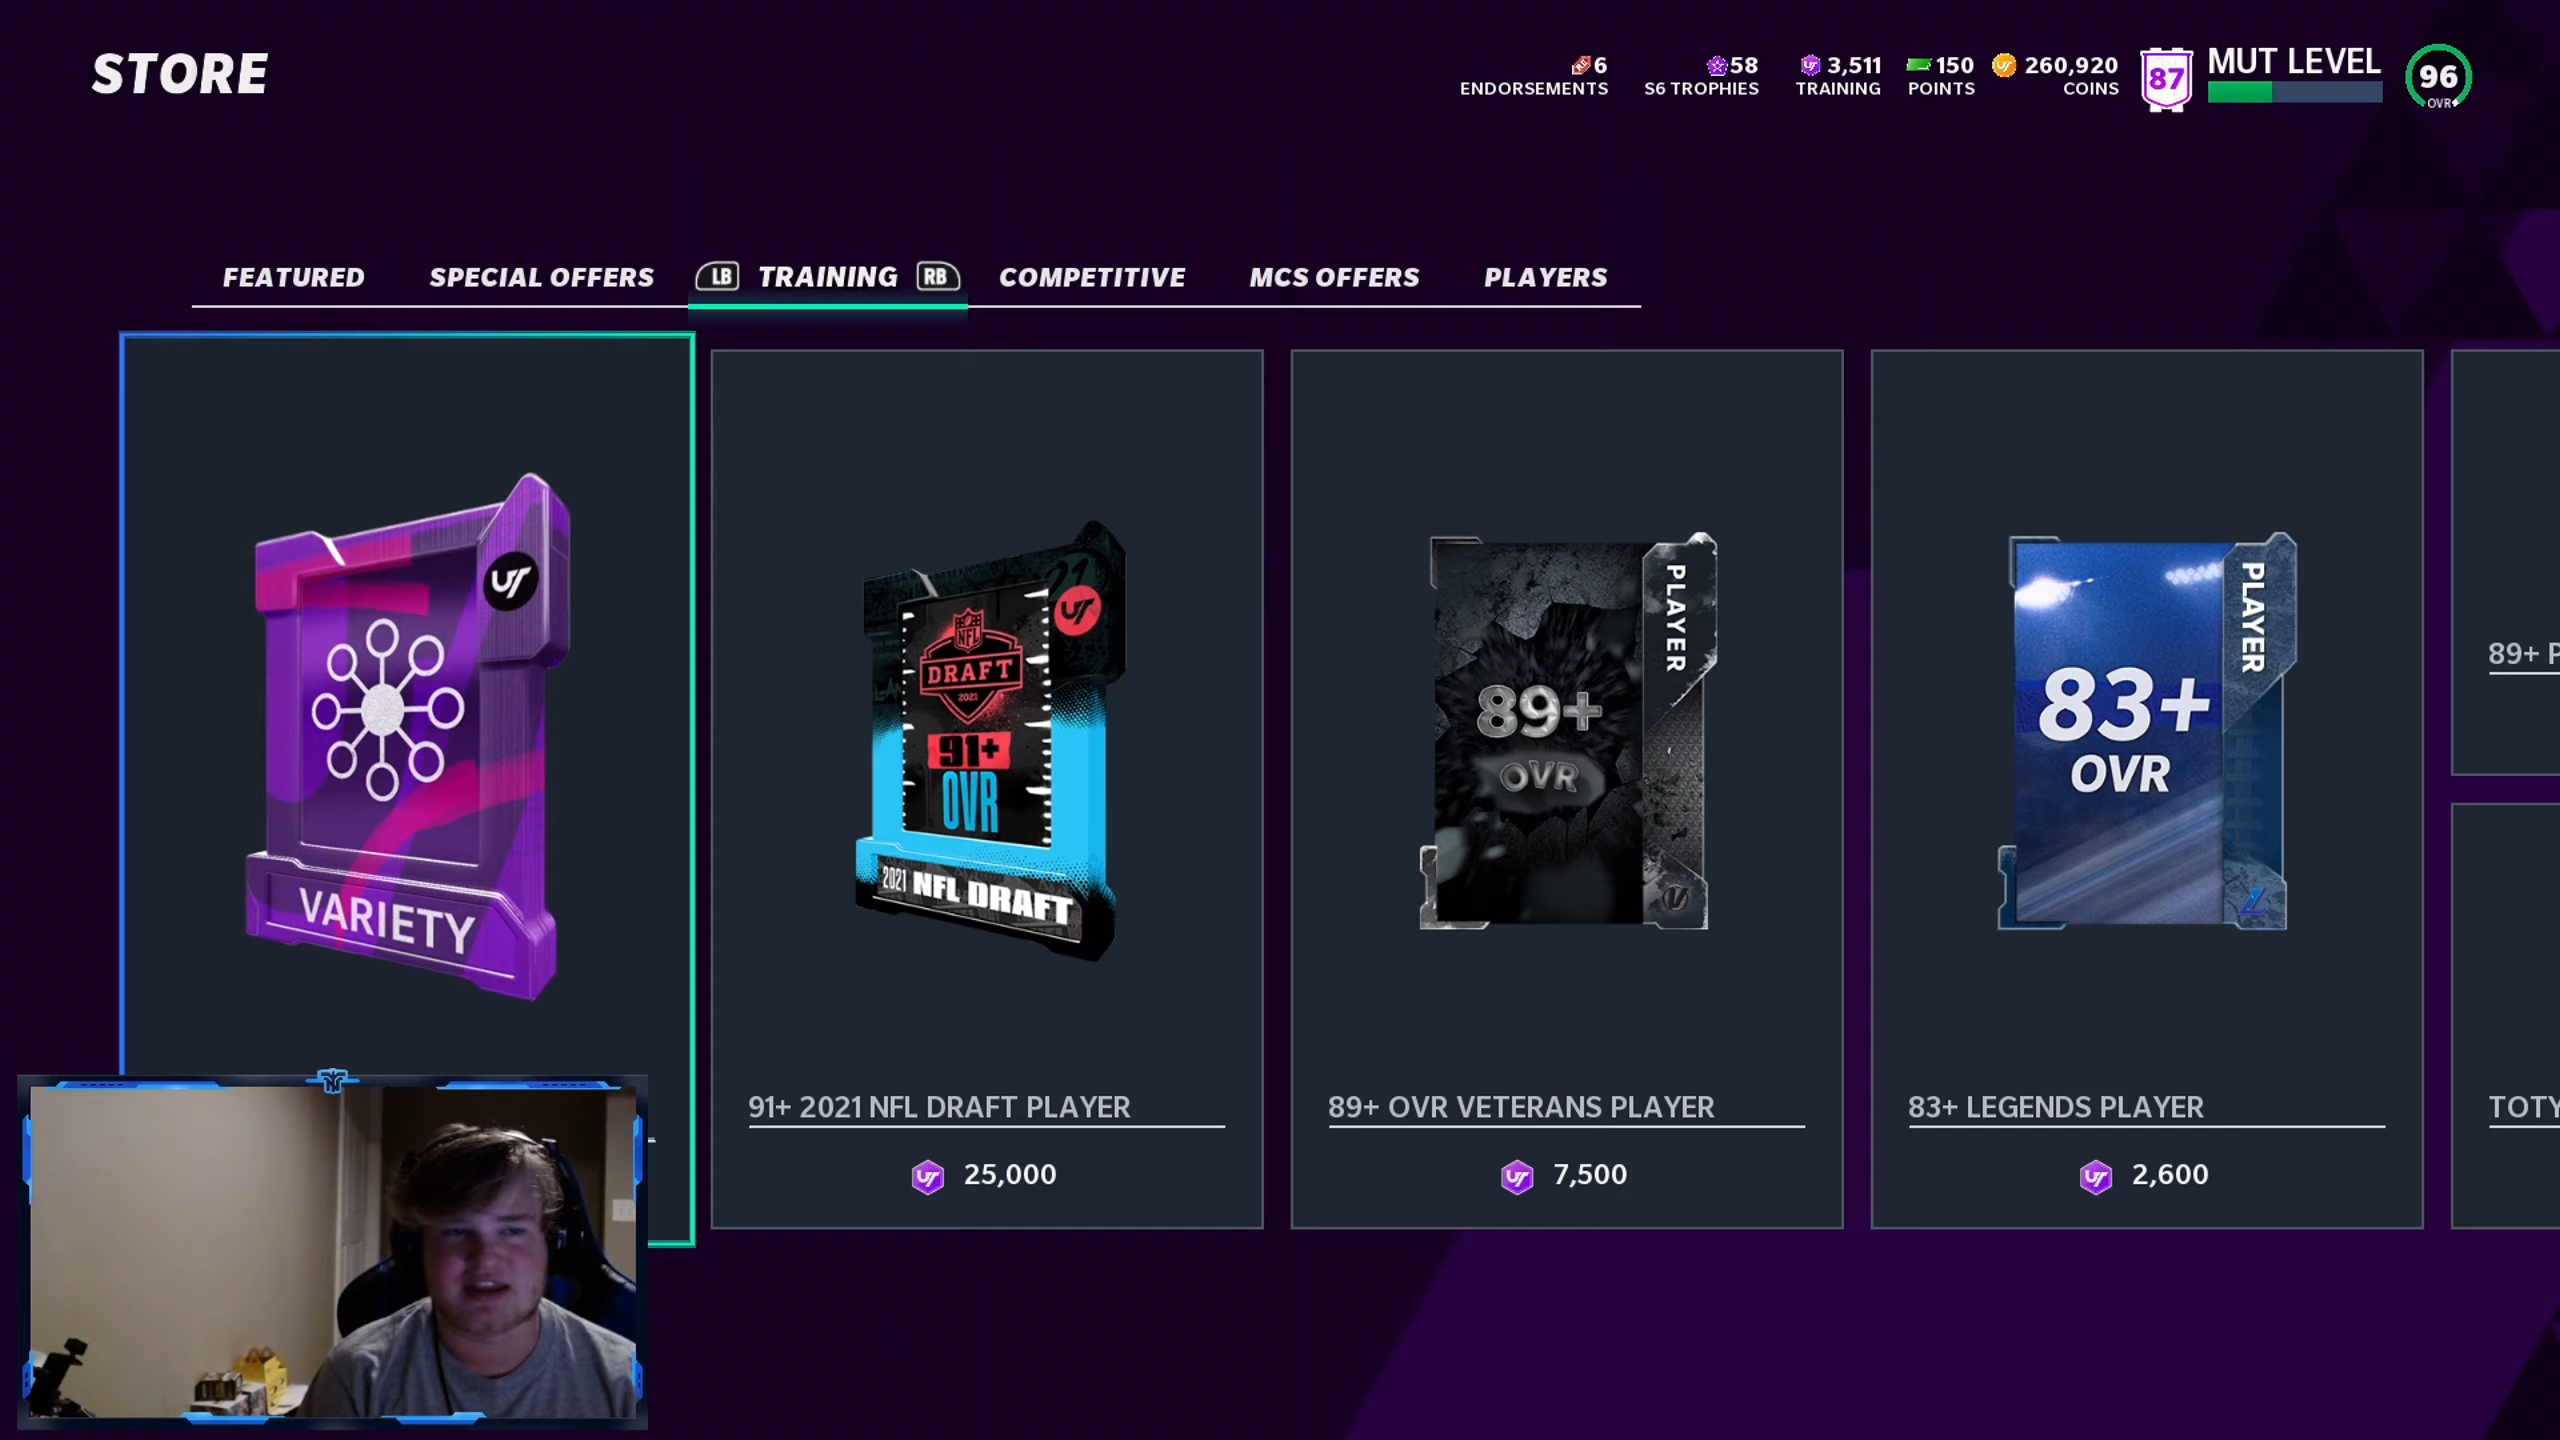 STORE
6
ENDORSEMENTS
58
S6 TROPHIES
3,511
TRAINING
150
POINTS
260,920
COINS
87
MUT LEVEL
96
OVR
FEATURED
SPECIAL OFFERS
LB
TRAINING
RB
COMPETITIVE
MCS OFFERS
PLAYERS
UT
VARIETY
21
UT
NFL
DRAFT
2021
91+
OVR
2021 NFL DRAFT
91+ 2021 NFL DRAFT PLAYER
25,000
PLAYER
89+
OVR
89+ OVR VETERANS PLAYER
7,500
PLAYER
83+
OVR
83+ LEGENDS PLAYER
2,600
89+ P
TOTY